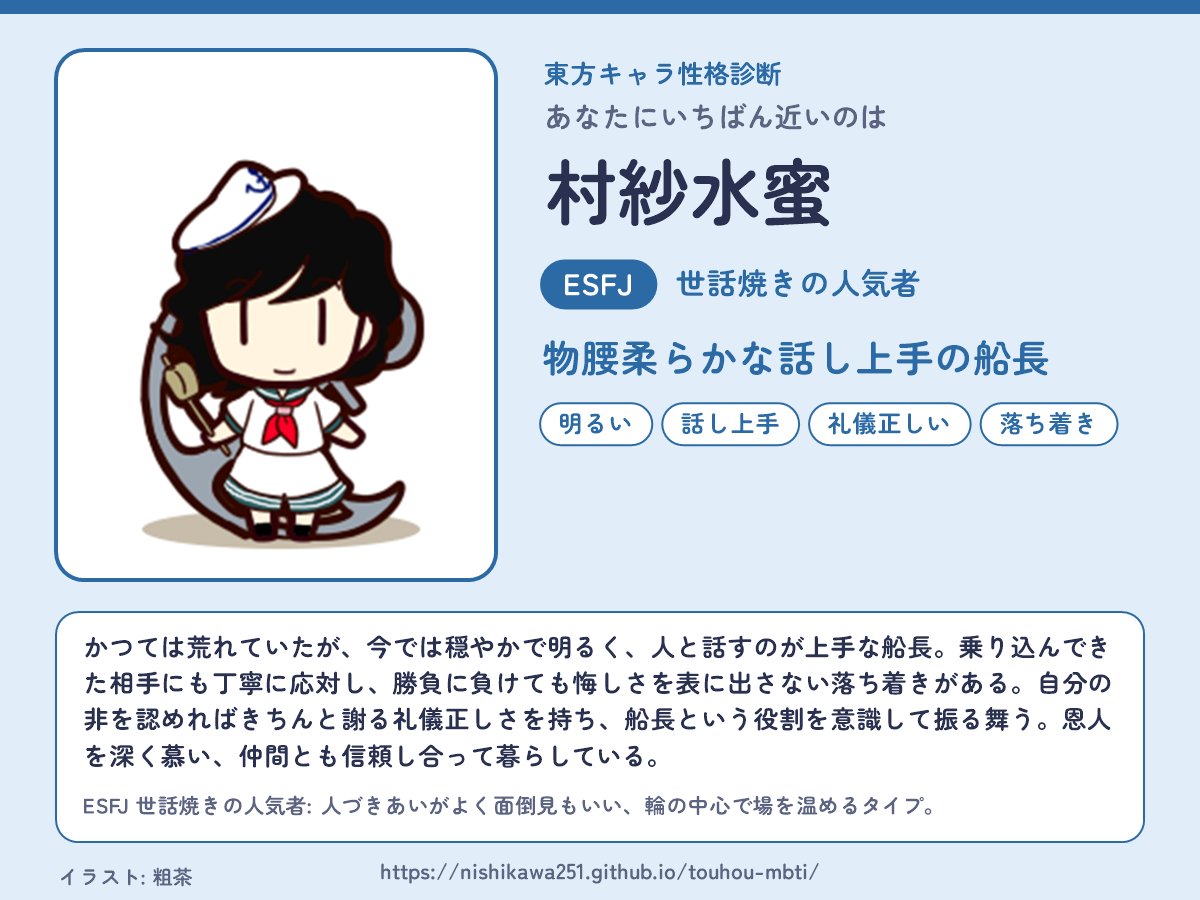 東方キャラ性格診断
あなたにいちばん近いのは
村紗水蜜
ESFJ 世話焼きの人気者
物腰柔らかな話し上手の船長
明るい 話し上手 礼儀正しい 落ち着き
かつては荒れていたが、今では穏やかで明るく、人と話すのが上手な船長。乗り込んでき
た相手にも丁寧に応対し、勝負に負けても悔しさを表に出さない落ち着きがある。自分の
非を認めればきちんと謝る礼儀正しさを持ち、船長という役割を意識して振る舞う。恩人
を深く慕い、仲間とも信頼し合って暮らしている。
ESFJ 世話焼きの人気者: 人づきあいがよく面倒見もいい、輪の中心で場を温めるタイプ。
イラスト: 粗茶
https://nishikawa251.github.io/touhou-mbti/